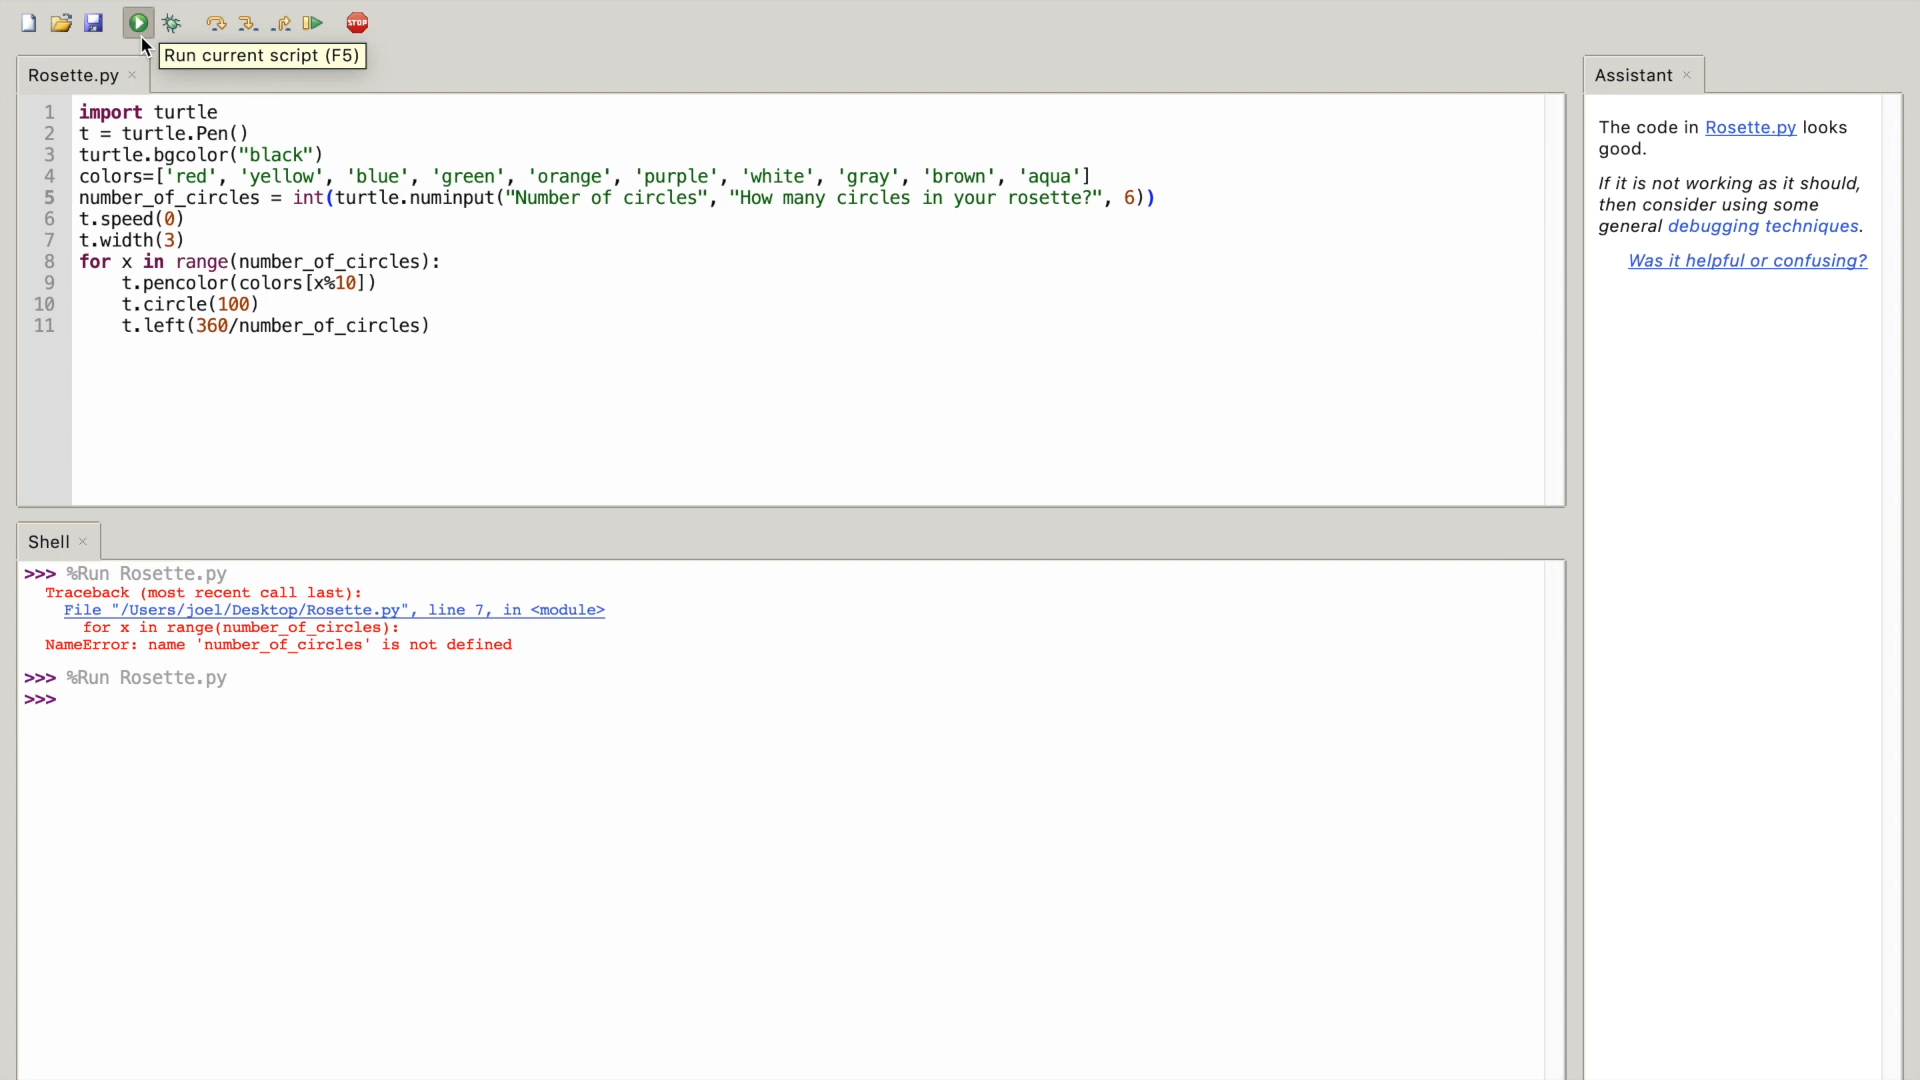 STOP
Run current script (F5)
Rosette.py ×
1 import turtle
2 t = turtle.Pen()
3 turtle.bgcolor("black")
4 colors=['red', 'yellow', 'blue', 'green', 'orange', 'purple', 'white', 'gray', 'brown', 'aqua']
5 number_of_circles = int(turtle.numinput("Number of circles", "How many circles in your rosette?", 6))
6 t.speed(0)
7 t.width(3)
8 for x in range(number_of_circles):
9     t.pencolor(colors[x%10])
10     t.circle(100)
11     t.left(360/number_of_circles)
Shell ×
>>> %Run Rosette.py
Traceback (most recent call last):
File "/Users/joel/Desktop/Rosette.py", line 7, in <module>
for x in range(number_of_circles):
NameError: name 'number_of_circles' is not defined
>>> %Run Rosette.py
>>>
Assistant ×
The code in Rosette.py looks
good.
If it is not working as it should,
then consider using some
general debugging techniques.
Was it helpful or confusing?